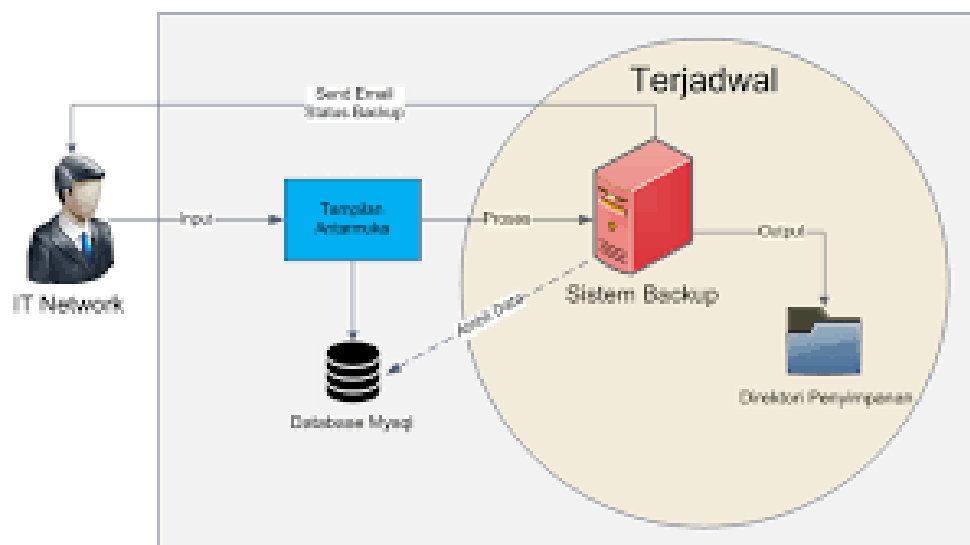 Terjadwal
Send Email
Status Backup
Input
Tampilan
Antarmuka
Proses
Output
IT Network
Sistem Backup
Ambil Data
Database Mysql
Direktori Penyimpanan